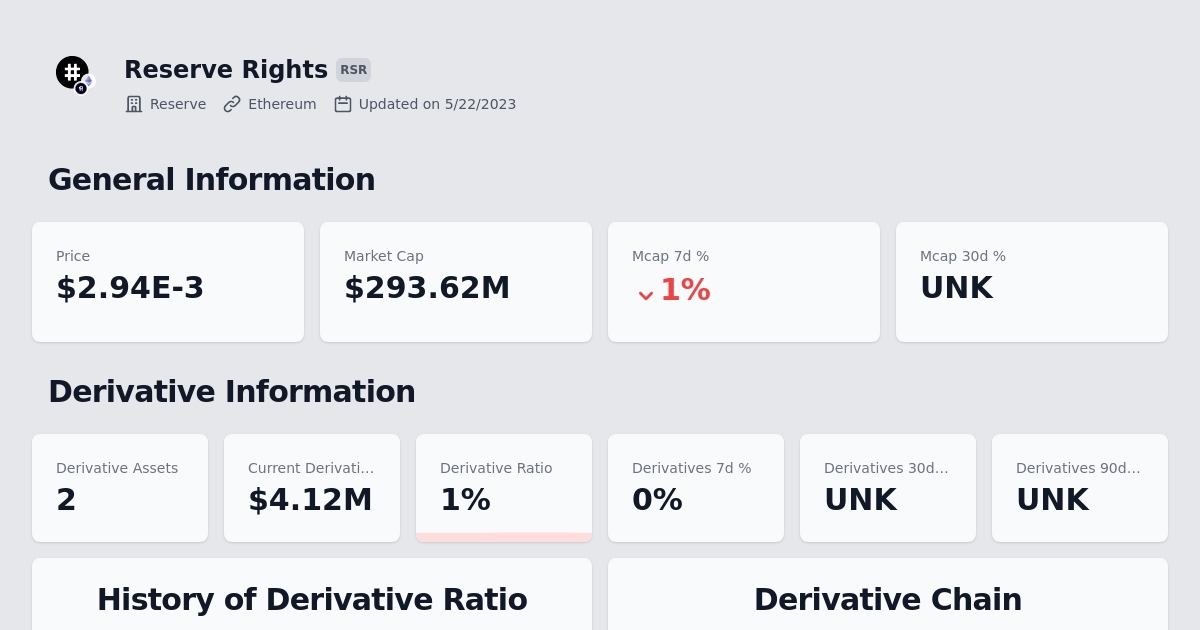 Reserve Rights RSR
Reserve Ethereum Updated on 5/22/2023
General Information
Price
$2.94E-3
Market Cap
$293.62M
Mcap 7d %
1%
Mcap 30d %
UNK
Derivative Information
Derivative Assets
2
Current Derivati...
$4.12M
Derivative Ratio
1%
Derivatives 7d %
0%
Derivatives 30d...
UNK
Derivatives 90d...
UNK
History of Derivative Ratio
Derivative Chain